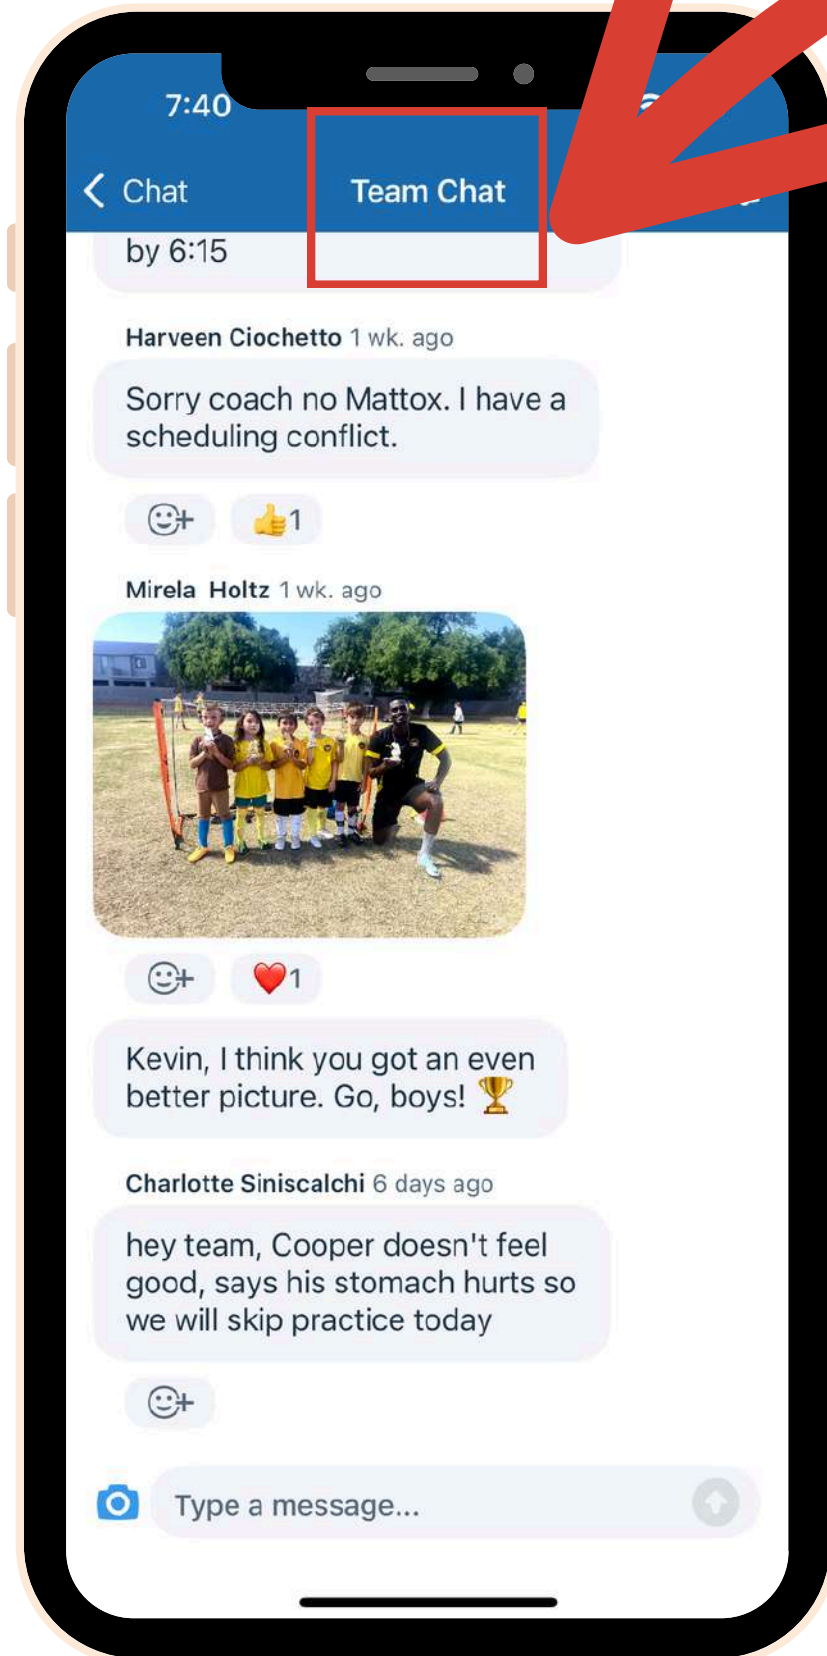 7:40
Chat
Team Chat
by 6:15
Harveen Ciochetto 1 wk. ago
Sorry coach no Mattox. I have a
scheduling conflict.
1
Mirela Holtz 1 wk. ago
1
Kevin, I think you got an even
better picture. Go, boys! 🏆
Charlotte Siniscalchi 6 days ago
hey team, Cooper doesn't feel
good, says his stomach hurts so
we will skip practice today
Type a message...